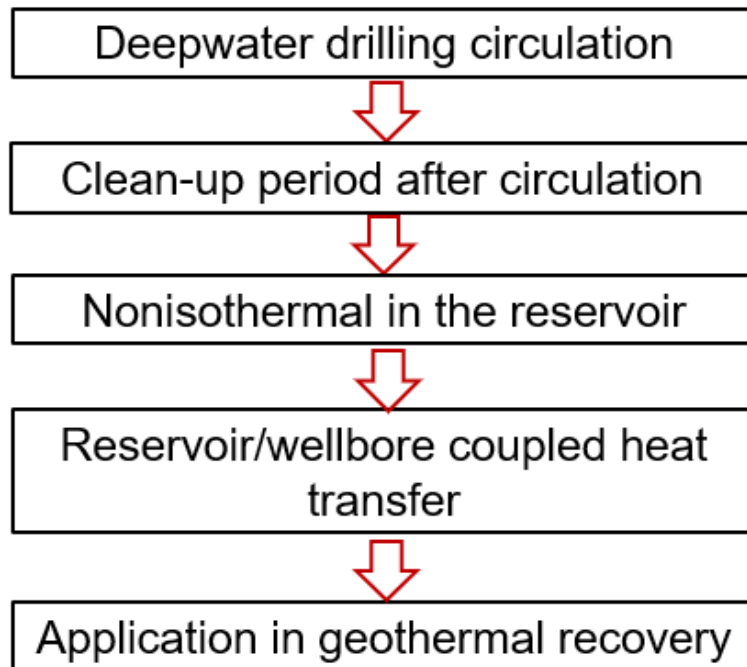 Deepwater drilling circulation
Clean-up period after circulation
Nonisothermal in the reservoir
Reservoir/wellbore coupled heat
transfer
Application in geothermal recovery